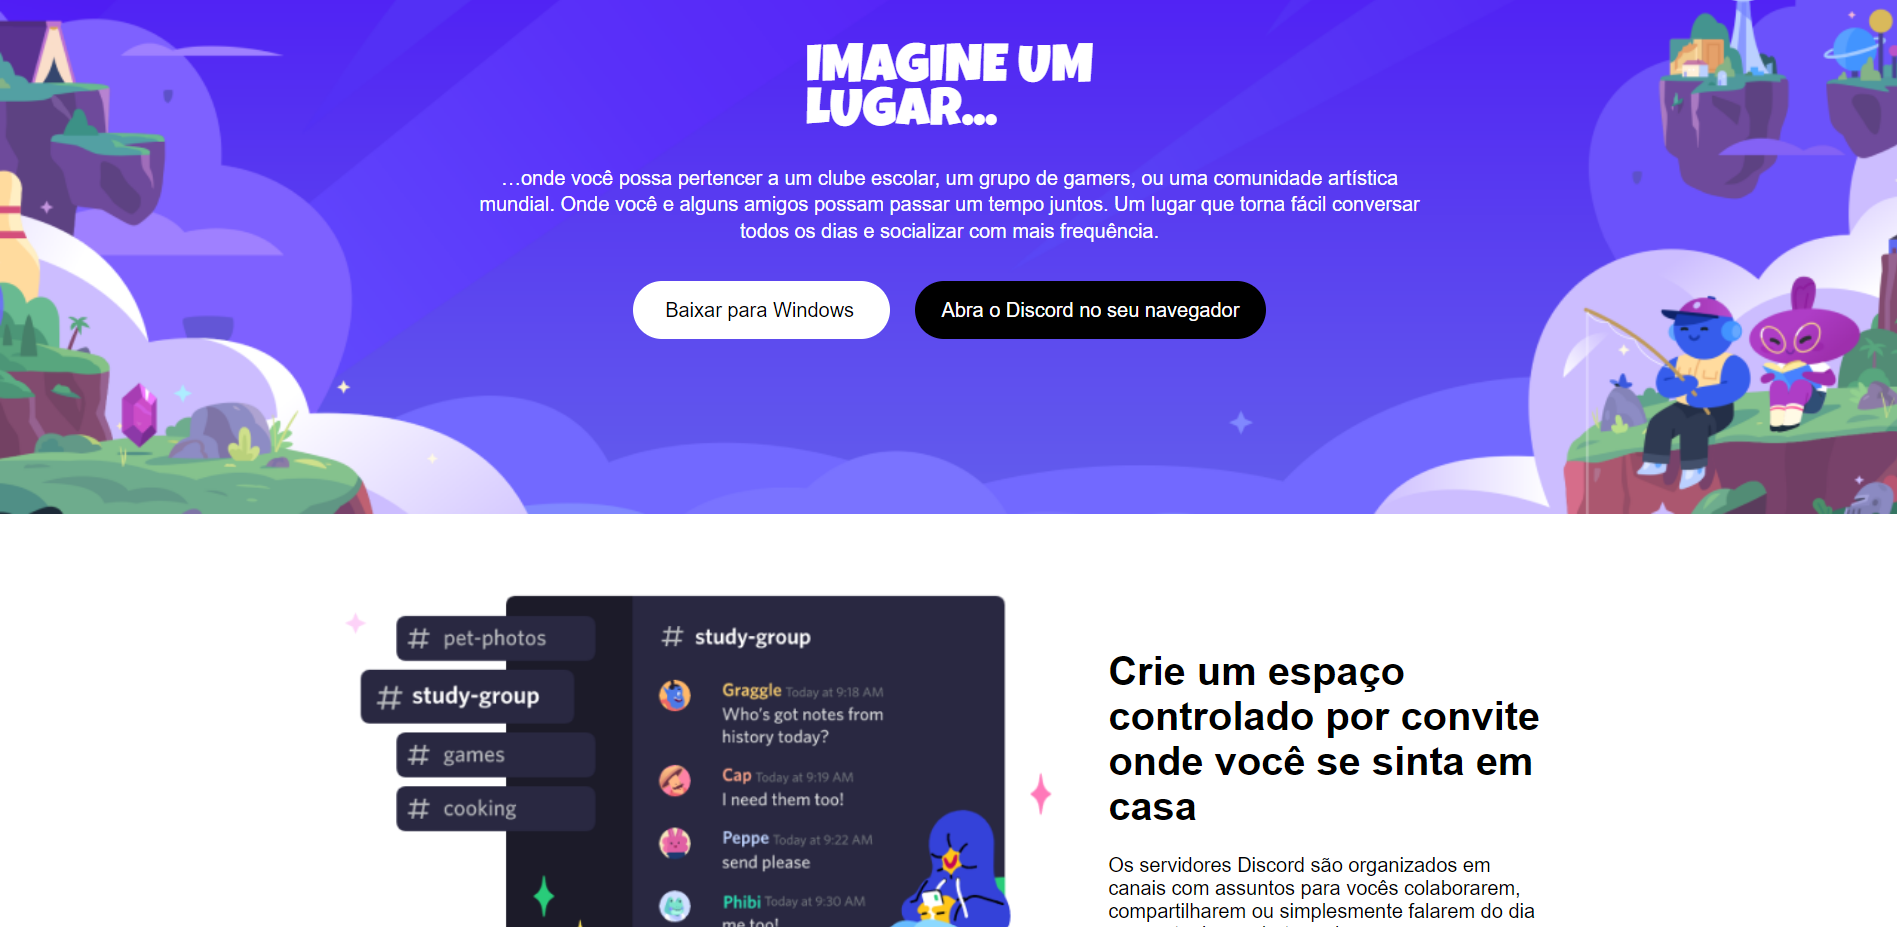 IMAGINE UM
LUGAR...
…onde você possa pertencer a um clube escolar, um grupo de gamers, ou uma comunidade artística
mundial. Onde você e alguns amigos possam passar um tempo juntos. Um lugar que torna fácil conversar
todos os dias e socializar com mais frequência.
Baixar para Windows
Abra o Discord no seu navegador
# pet-photos
# study-group
# games
# cooking
# study-group
Graggle Today at 9:18 AM
Who's got notes from
history today?
Cap Today at 9:19 AM
I need them too!
Peppe Today at 9:22 AM
send please
Phibi Today at 9:30 AM
me too!
Crie um espaço
controlado por convite
onde você se sinta em
casa
Os servidores Discord são organizados em
canais com assuntos para vocês colaborarem,
compartilharem ou simplesmente falarem do dia